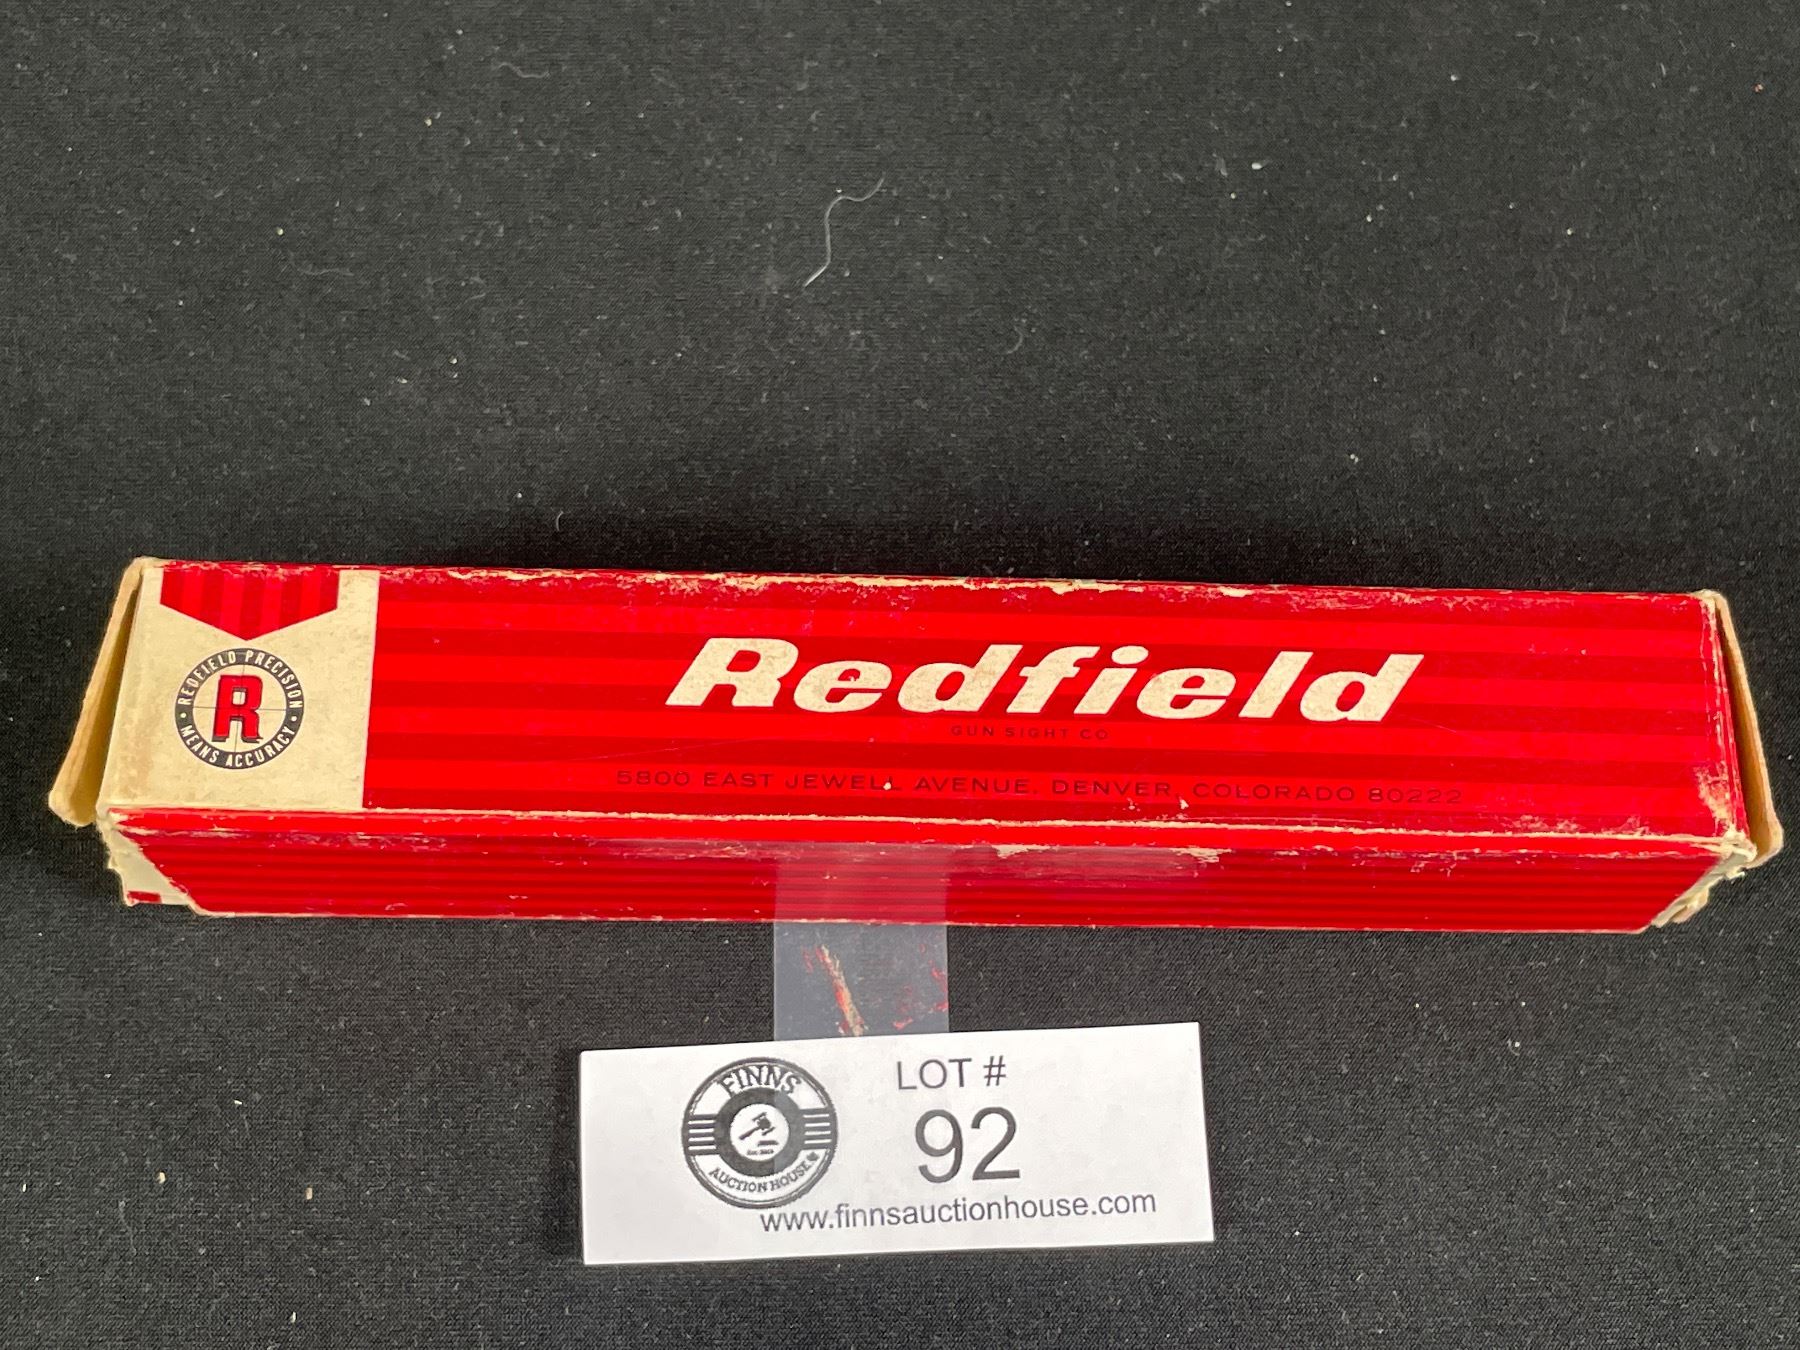 REDFIELD PRECISION
R
• MEANS ACCURACY •
Redfield
GUN SIGHT CO
5800 EAST JEWELL AVENUE, DENVER, COLORADO 80222
FINNS
AUCTION HOUSE
LOT #
92
www.finnsauctionhouse.com